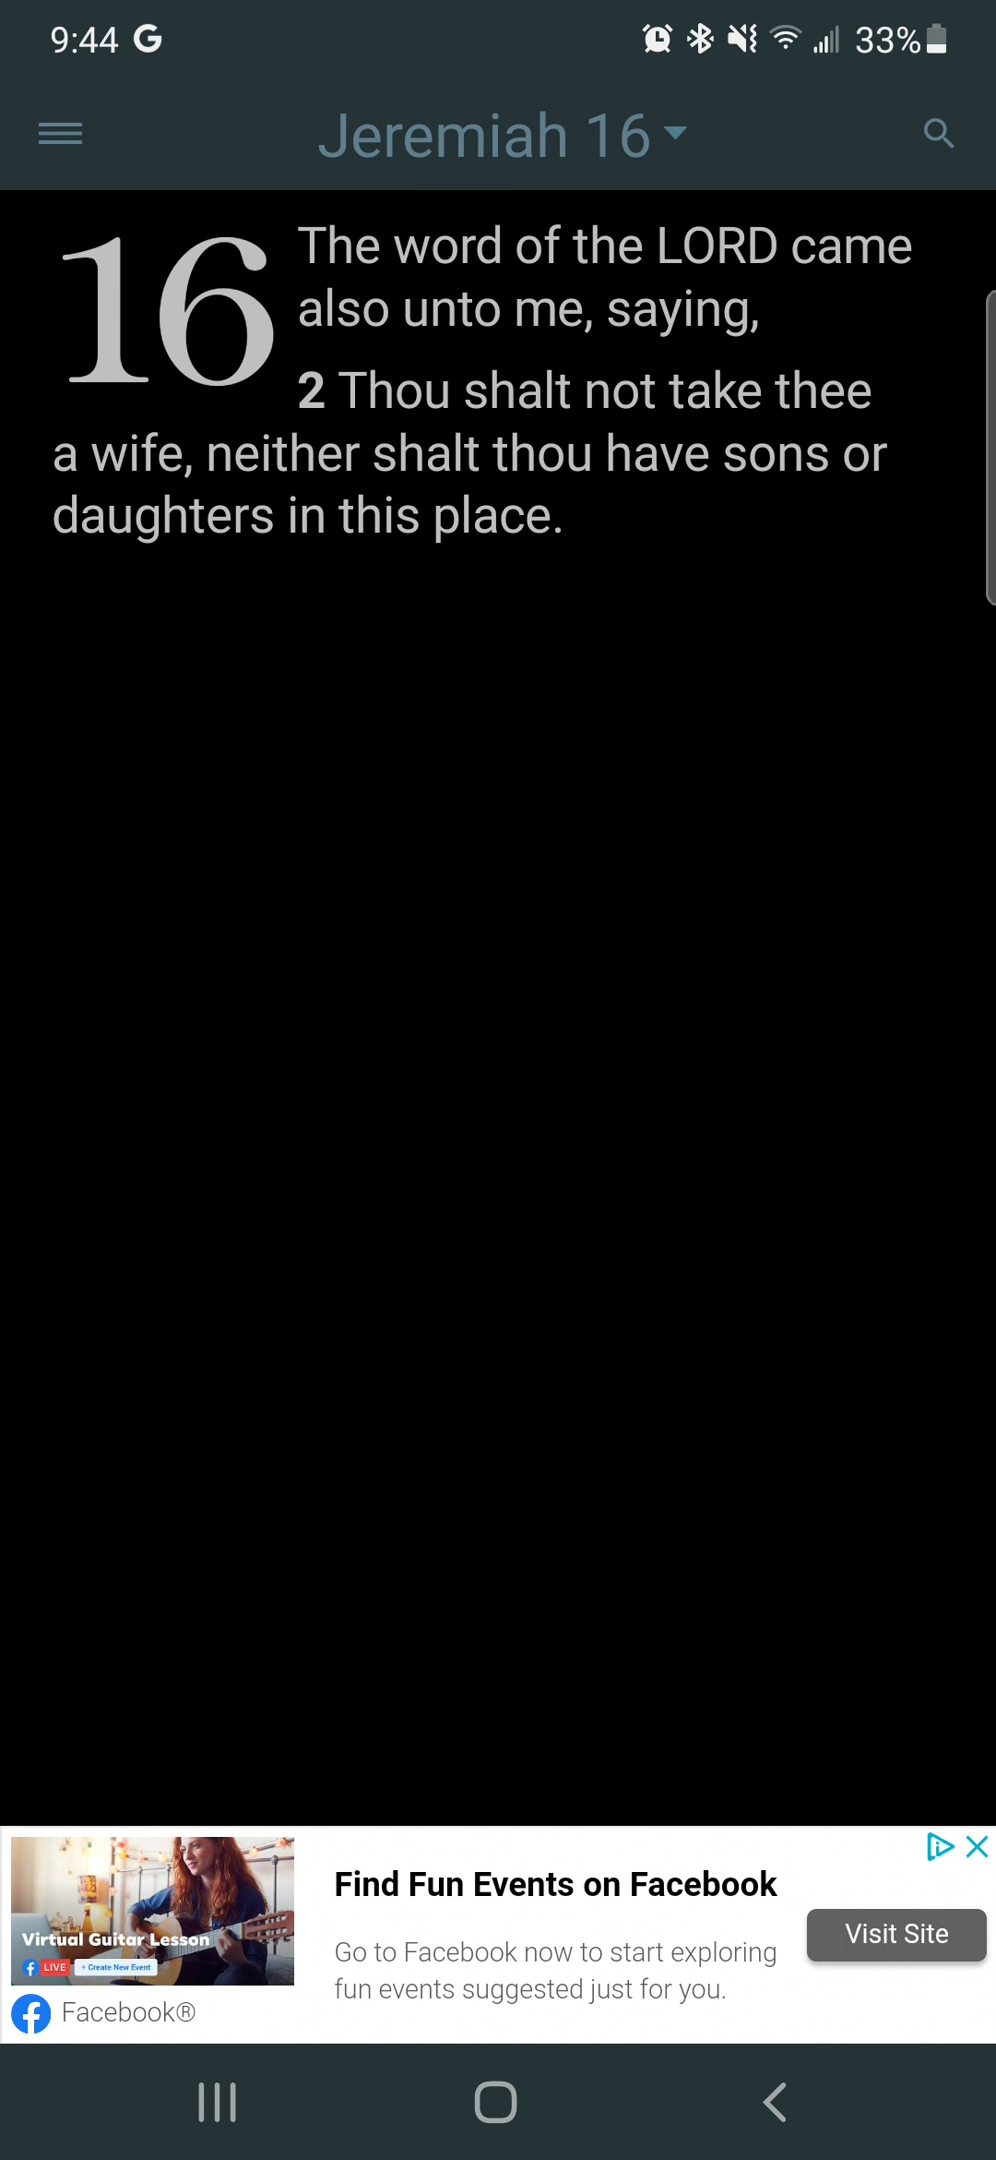 9:44 G 33%
Jeremiah 16
16 The word of the LORD came
also unto me, saying,
2 Thou shalt not take thee
a wife, neither shalt thou have sons or
daughters in this place.
Virtual Guitar Lesson
LIVE + Create New Event
Facebook®
Find Fun Events on Facebook
Go to Facebook now to start exploring
fun events suggested just for you.
Visit Site